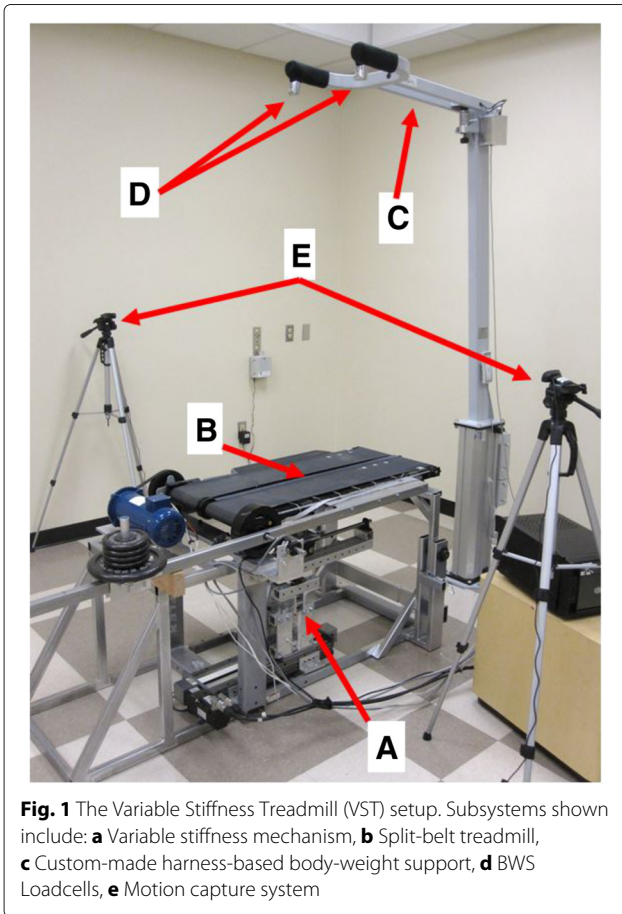 D
C
E
B
A
Fig. 1 The Variable Stiffness Treadmill (VST) setup. Subsystems shown
include: a Variable stiffness mechanism, b Split-belt treadmill,
c Custom-made harness-based body-weight support, d BWS
Loadcells, e Motion capture system